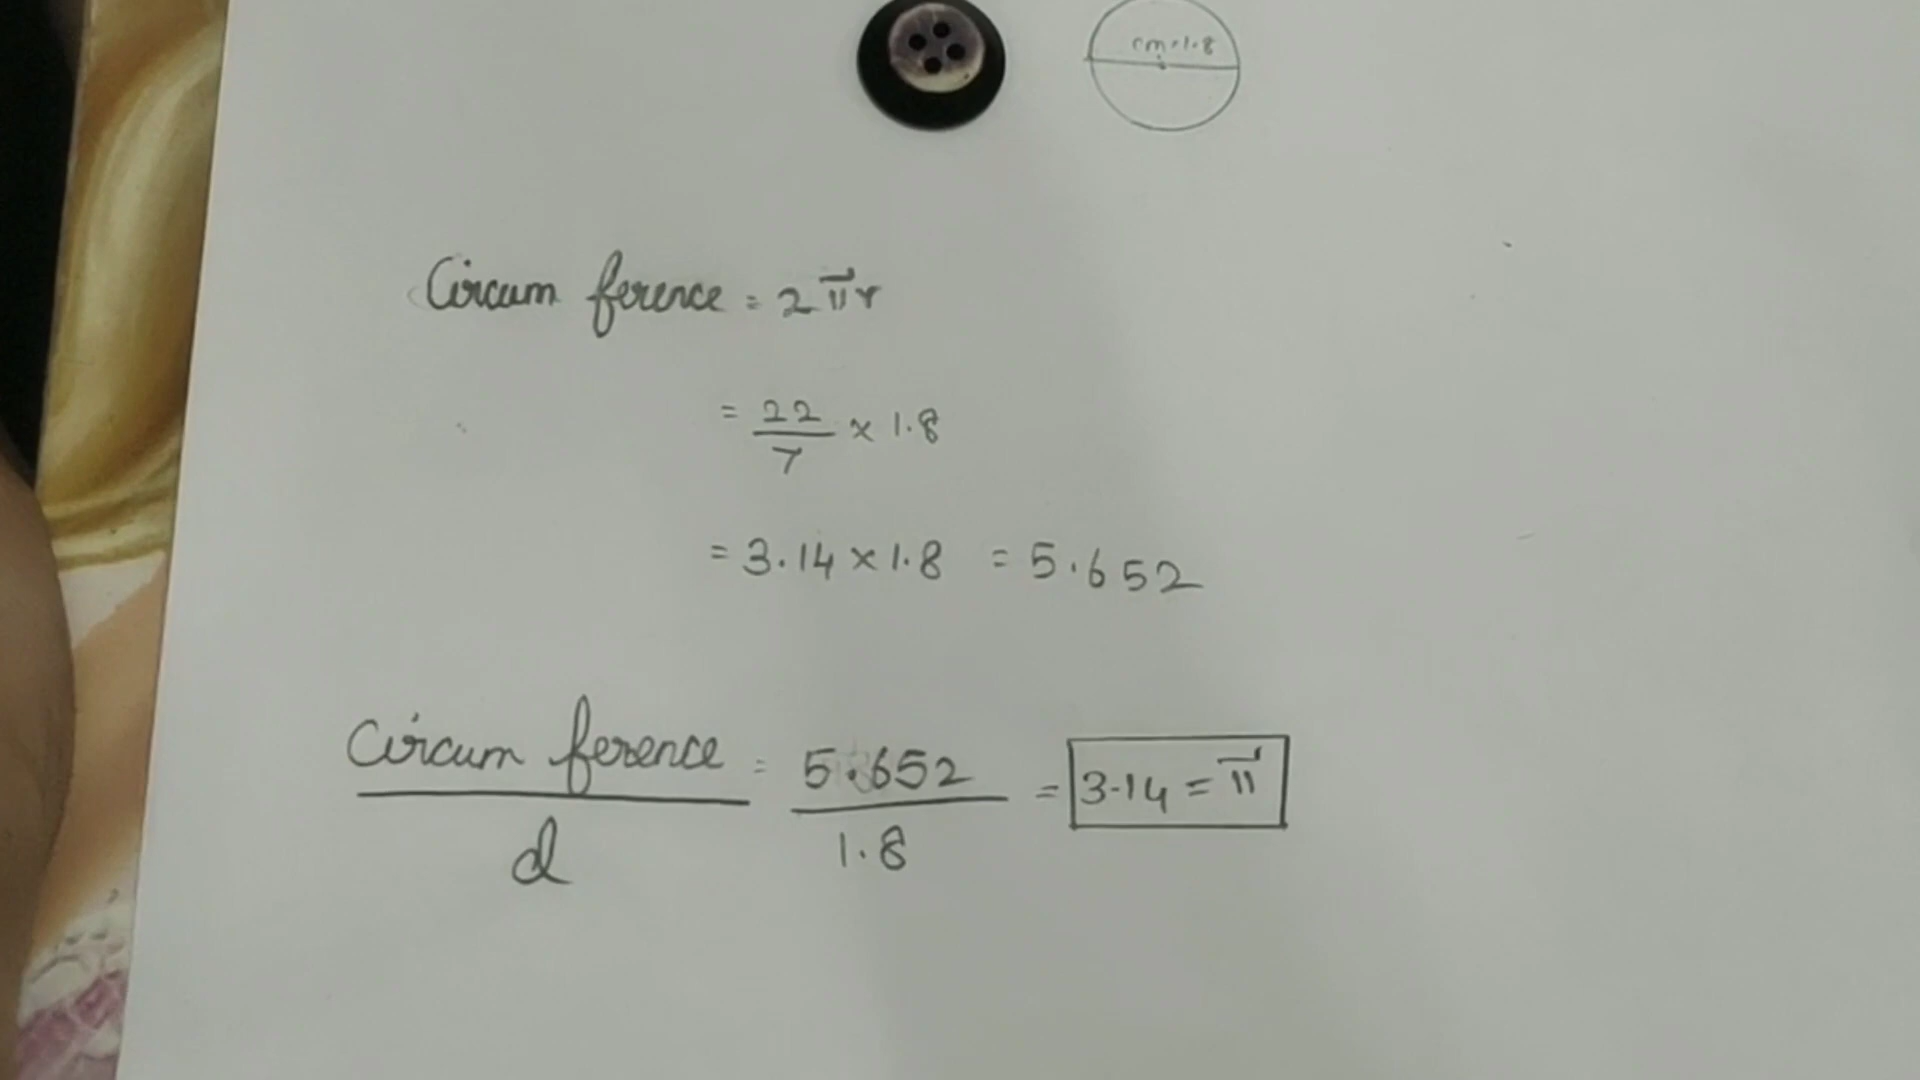 cm=1.8
Circum ference = 2πr
= 22/7 × 1.8
= 3.14 × 1.8 = 5.652
Circum ference / d = 5.652 / 1.8 = 3.14 = π